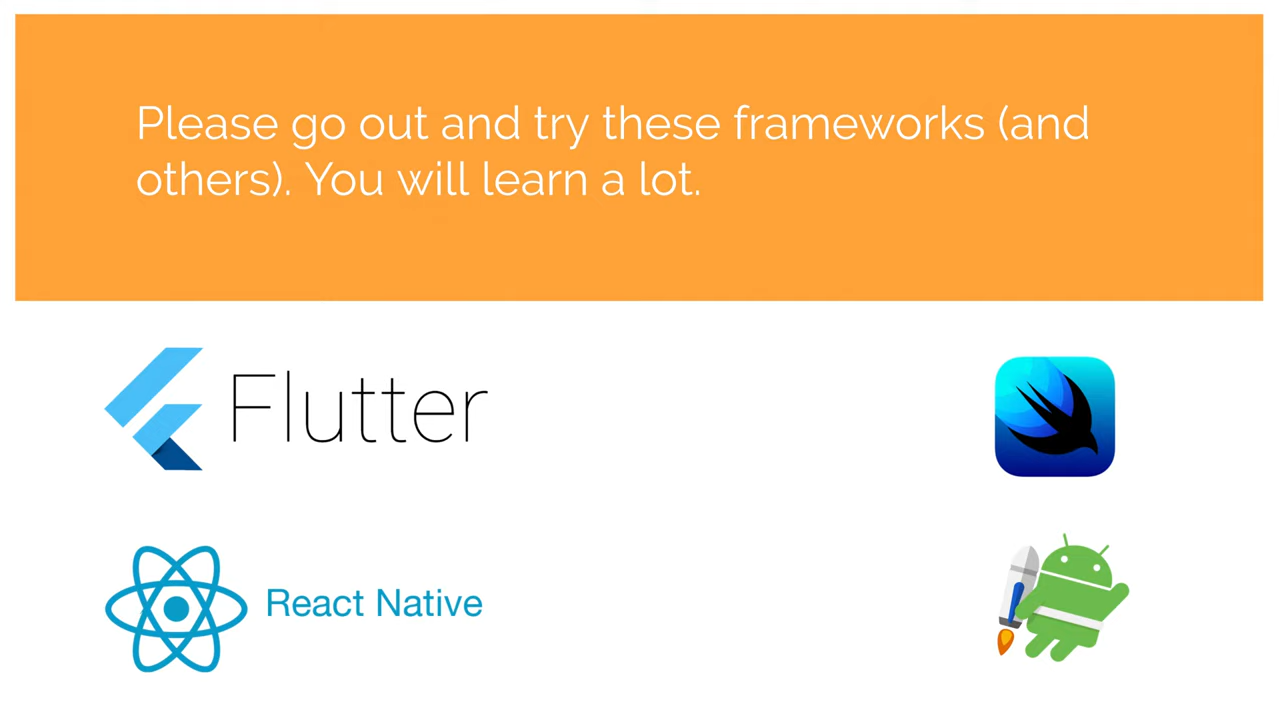 Please go out and try these frameworks (and
others). You will learn a lot.
Flutter
React Native